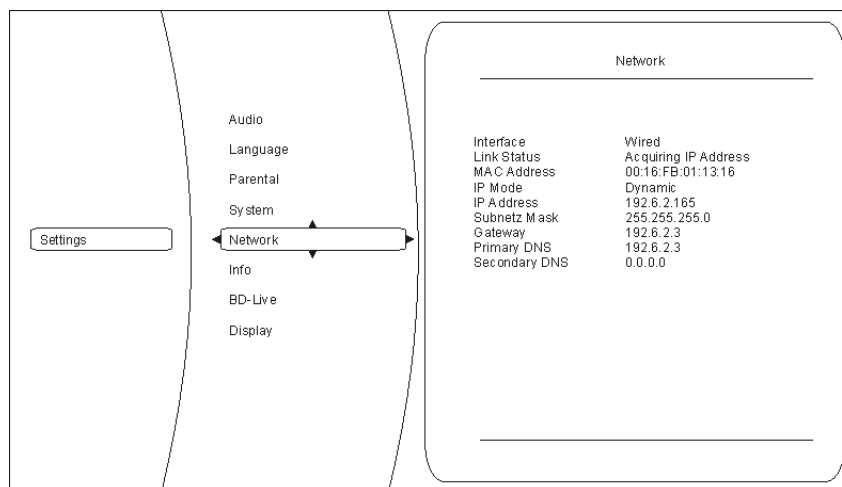 Settings
Audio
Language
Parental
System
Network
Info
BD-Live
Display
Network
Interface Wired
Link Status Acquiring IP Address
MAC Address 00:16:FB:01:13:16
IP Mode Dynamic
IP Address 192.6.2.165
Subnetz Mask 255.255.255.0
Gateway 192.6.2.3
Primary DNS 192.6.2.3
Secondary DNS 0.0.0.0